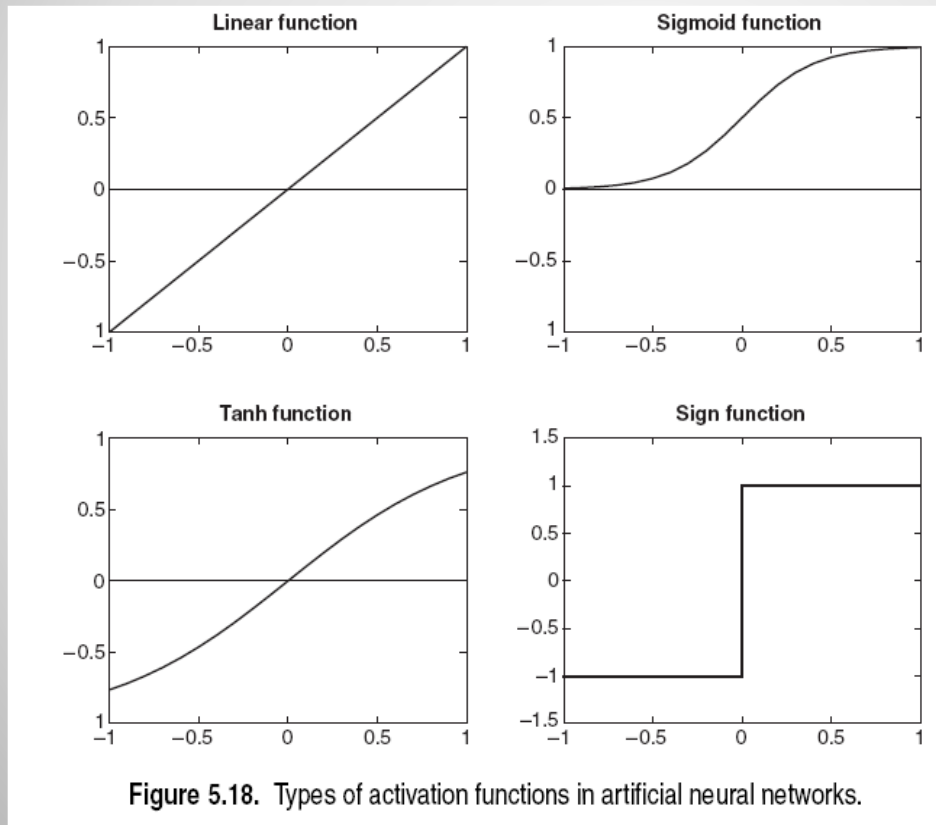 Linear function
Sigmoid function
1
0.5
0
−0.5
1
−1 −0.5 0 0.5 1
1
0.5
0
−0.5
1
−1 −0.5 0 0.5 1
Tanh function
Sign function
1
0.5
0
−0.5
1
−1 −0.5 0 0.5 1
1.5
1
0.5
0
−0.5
−1
−1.5
−1 −0.5 0 0.5 1
Figure 5.18. Types of activation functions in artificial neural networks.